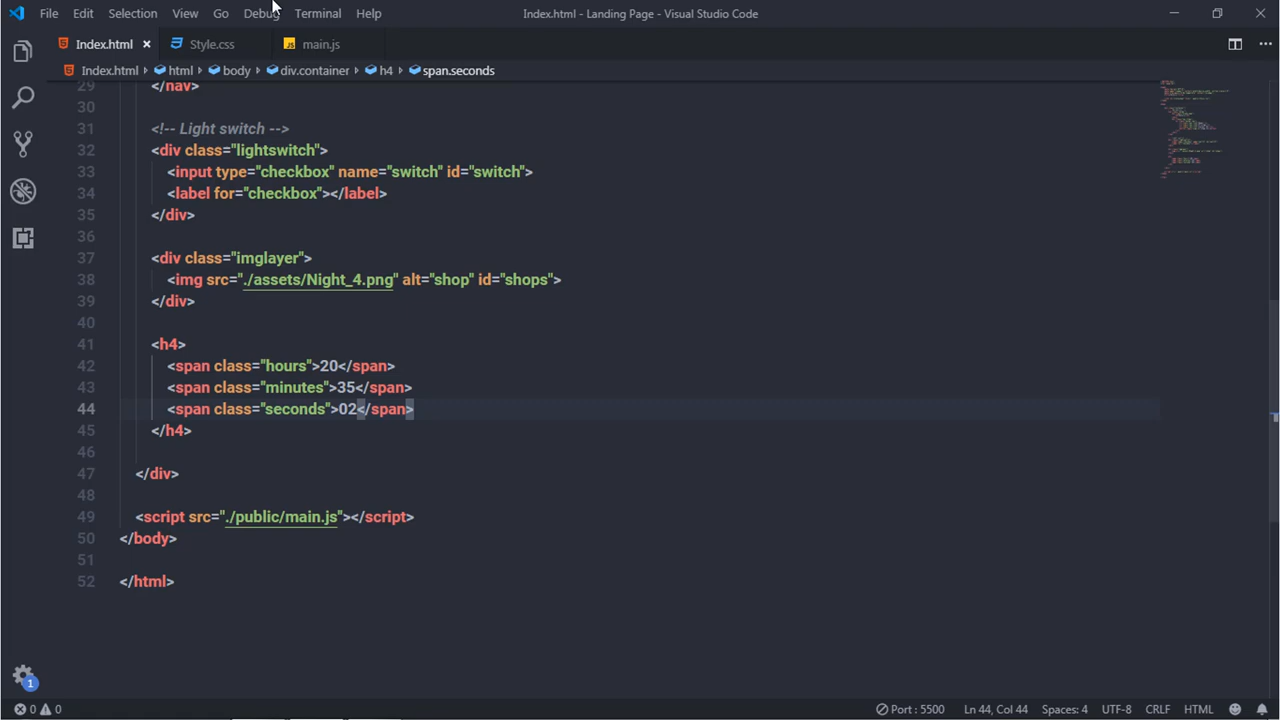 File Edit Selection View Go Debug Terminal Help Index.html - Landing Page - Visual Studio Code
Index.html Style.css main.js
Index.html html body div.container h4 span.seconds
29 </nav>
30
31 <!-- Light switch -->
32 <div class="lightswitch">
33 <input type="checkbox" name="switch" id="switch">
34 <label for="checkbox"></label>
35 </div>
36
37 <div class="imglayer">
38 <img src="./assets/Night_4.png" alt="shop" id="shops">
39 </div>
40
41 <h4>
42 <span class="hours">20</span>
43 <span class="minutes">35</span>
44 <span class="seconds">02</span>
45 </h4>
46
47 </div>
48
49 <script src="./public/main.js"></script>
50 </body>
51
52 </html>
1
0 0 Port : 5500 Ln 44, Col 44 Spaces: 4 UTF-8 CRLF HTML